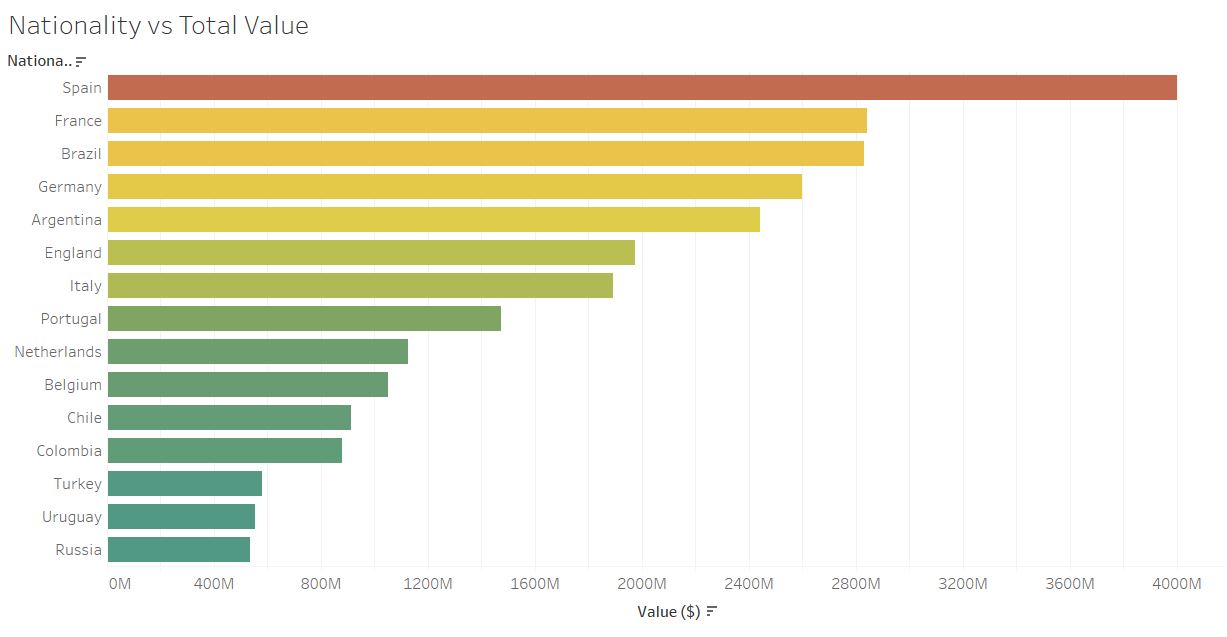 Nationality vs Total Value
Nationa..
Spain
France
Brazil
Germany
Argentina
England
Italy
Portugal
Netherlands
Belgium
Chile
Colombia
Turkey
Uruguay
Russia
0M 400M 800M 1200M 1600M 2000M 2400M 2800M 3200M 3600M 4000M
Value ($)